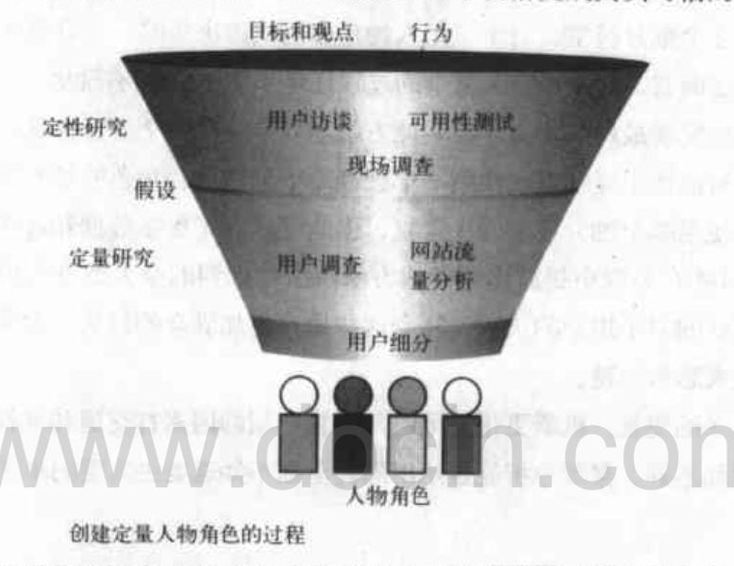 目标和观点 行为
定性研究 用户访谈 可用性测试
现场调查
假设
定量研究 用户调查 网站流
量分析
用户细分
www.docin.com
人物角色
创建定量人物角色的过程